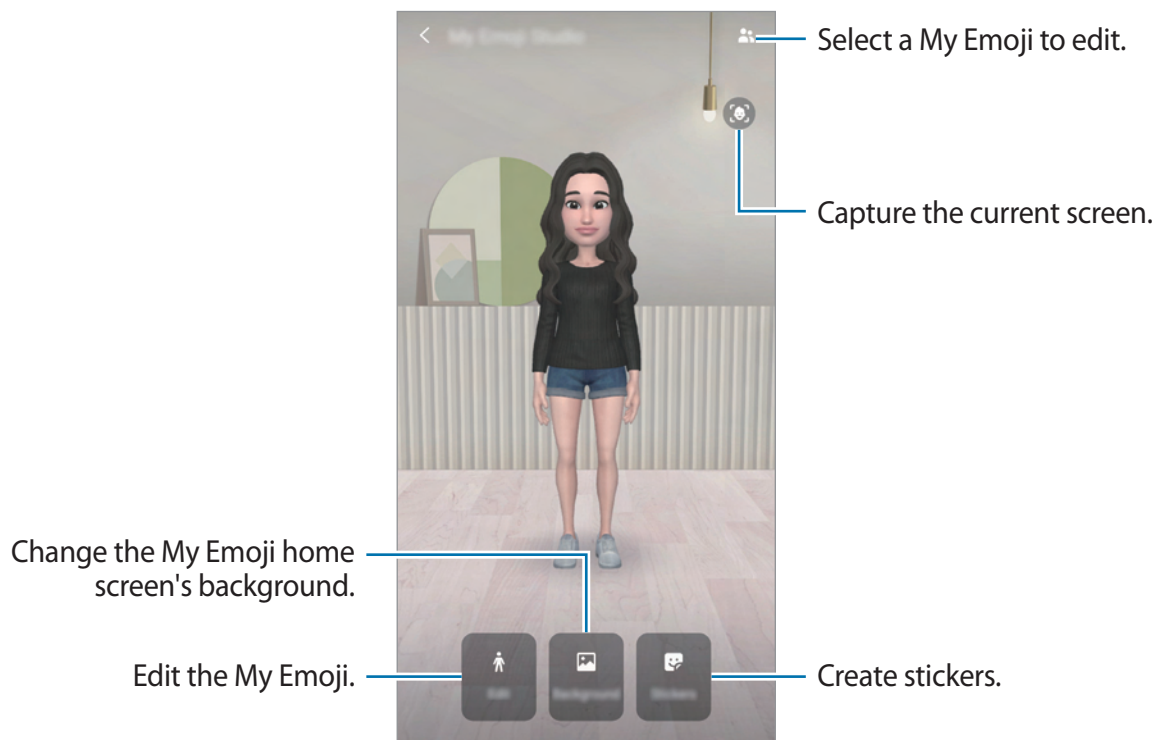 Select a My Emoji to edit.
Capture the current screen.
Change the My Emoji home
screen's background.
Edit the My Emoji.
Create stickers.